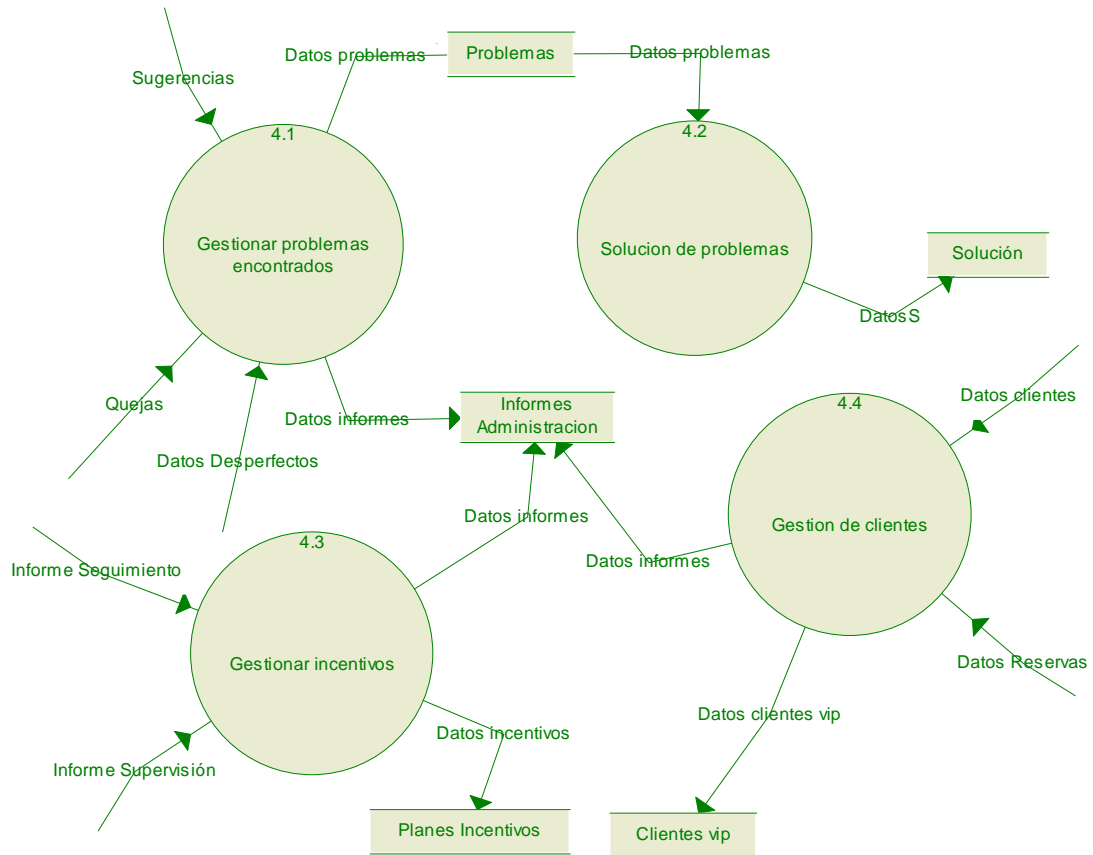 Datos problemas
Problemas
Datos problemas
Sugerencias
4.1
4.2
Gestionar problemas
encontrados
Solucion de problemas
Solución
DatosS
Quejas
Datos informes
Informes
Administracion
4.4
Datos clientes
Datos Desperfectos
Datos informes
Gestion de clientes
4.3
Informe Seguimiento
Datos informes
Gestionar incentivos
Datos Reservas
Datos clientes vip
Datos incentivos
Informe Supervisión
Planes Incentivos
Clientes vip